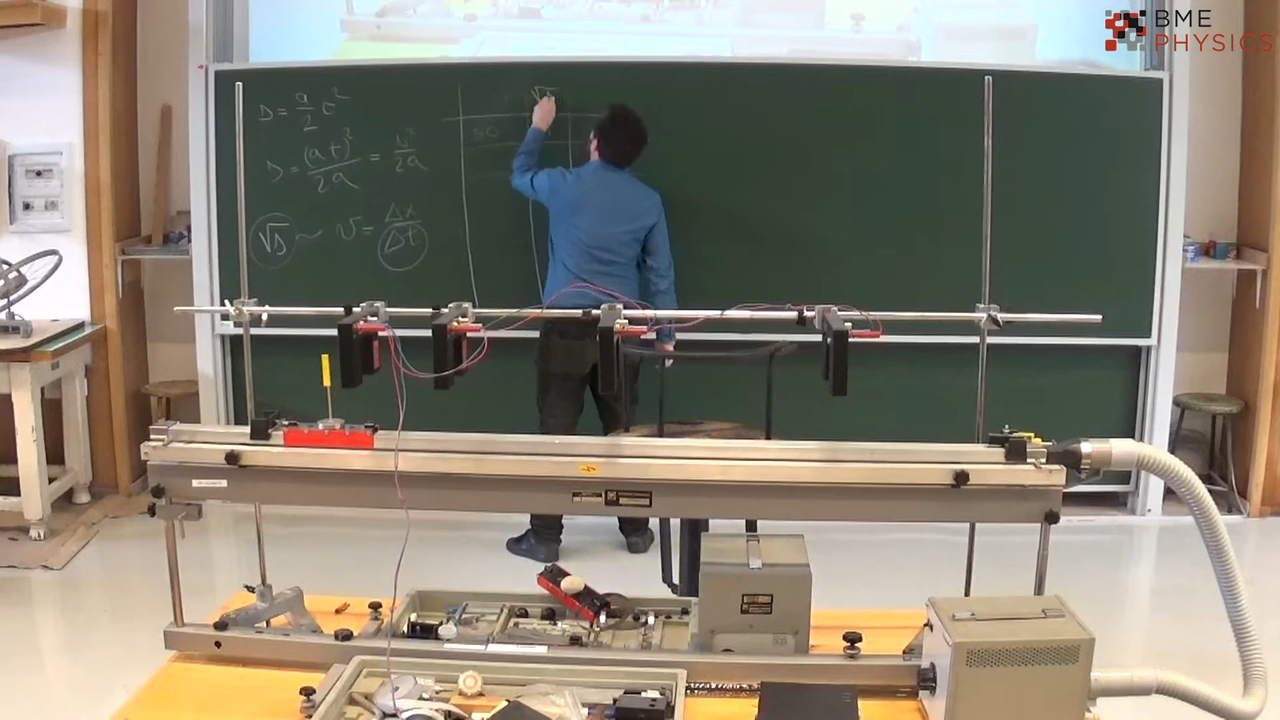 BME
PHYSICS
s = a/2 t²
s = (at)²/2a = v²/2a
√s ~ v = Δx/Δt
√s
50